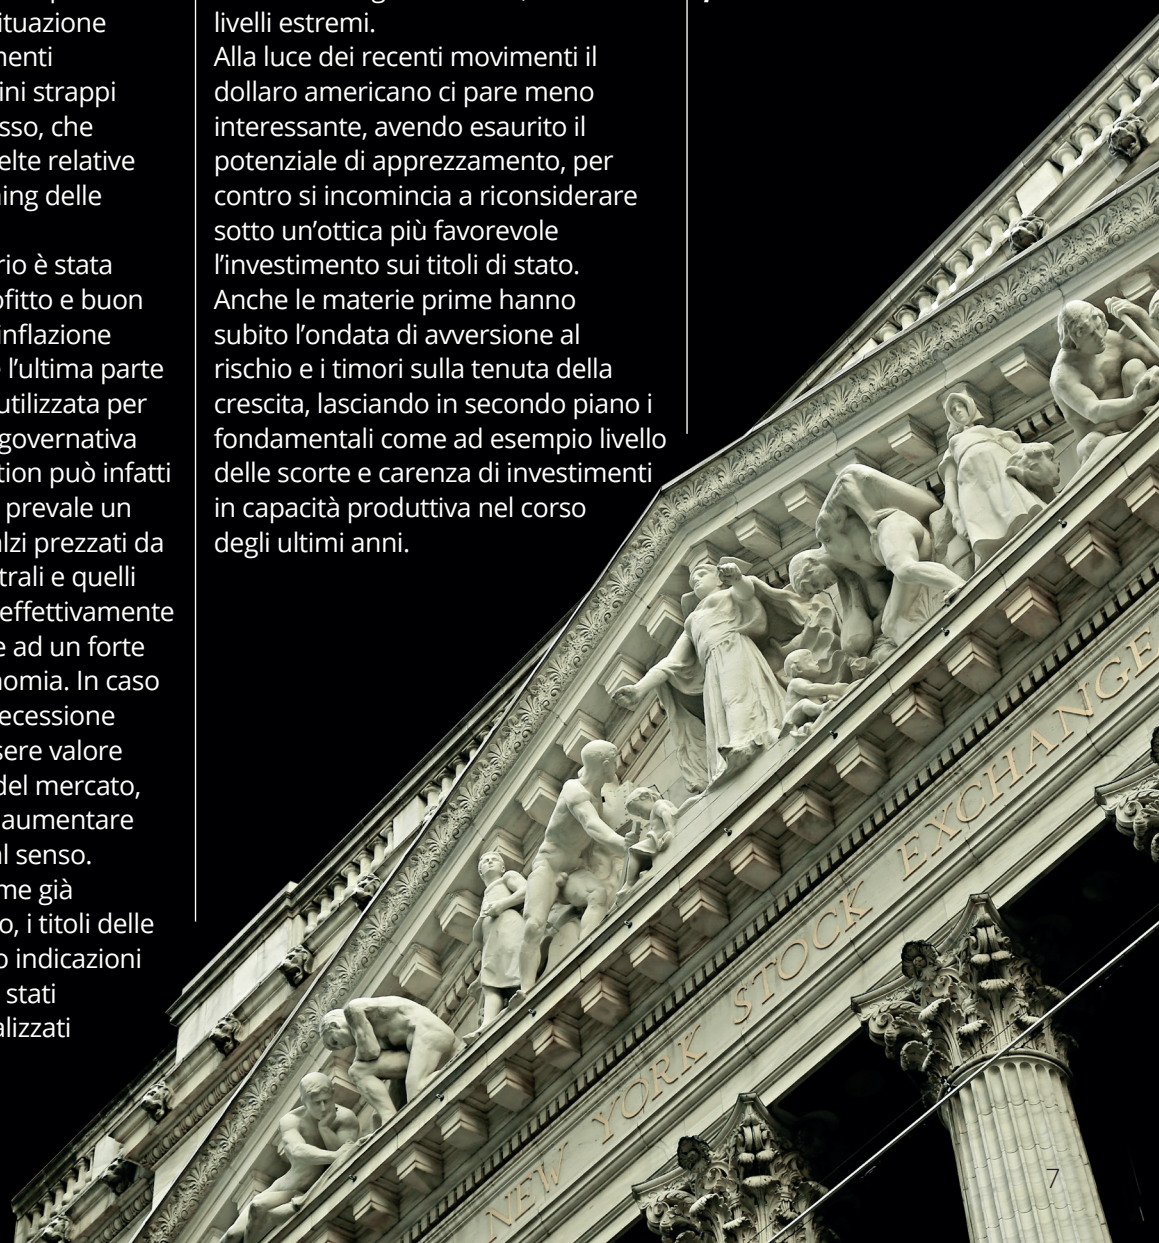 ituazione
menti
ini strappi
sso, che
elte relative
ning delle
rio è stata
ofitto e buon
inflazione
l'ultima parte
utilizzata per
governativa
tion può infatti
prevale un
lzi prezzati da
trali e quelli
effettivamente
e ad un forte
nomia. In caso
recessione
sere valore
del mercato,
aumentare
al senso.
me già
o, i titoli delle
o indicazioni
stati
alizzati
livelli estremi.
Alla luce dei recenti movimenti il
dollaro americano ci pare meno
interessante, avendo esaurito il
potenziale di apprezzamento, per
contro si incomincia a riconsiderare
sotto un’ottica più favorevole
l’investimento sui titoli di stato.
Anche le materie prime hanno
subito l’ondata di avversione al
rischio e i timori sulla tenuta della
crescita, lasciando in secondo piano i
fondamentali come ad esempio livello
delle scorte e carenza di investimenti
in capacità produttiva nel corso
degli ultimi anni.
NEW YORK STOCK EXCHANGE
7